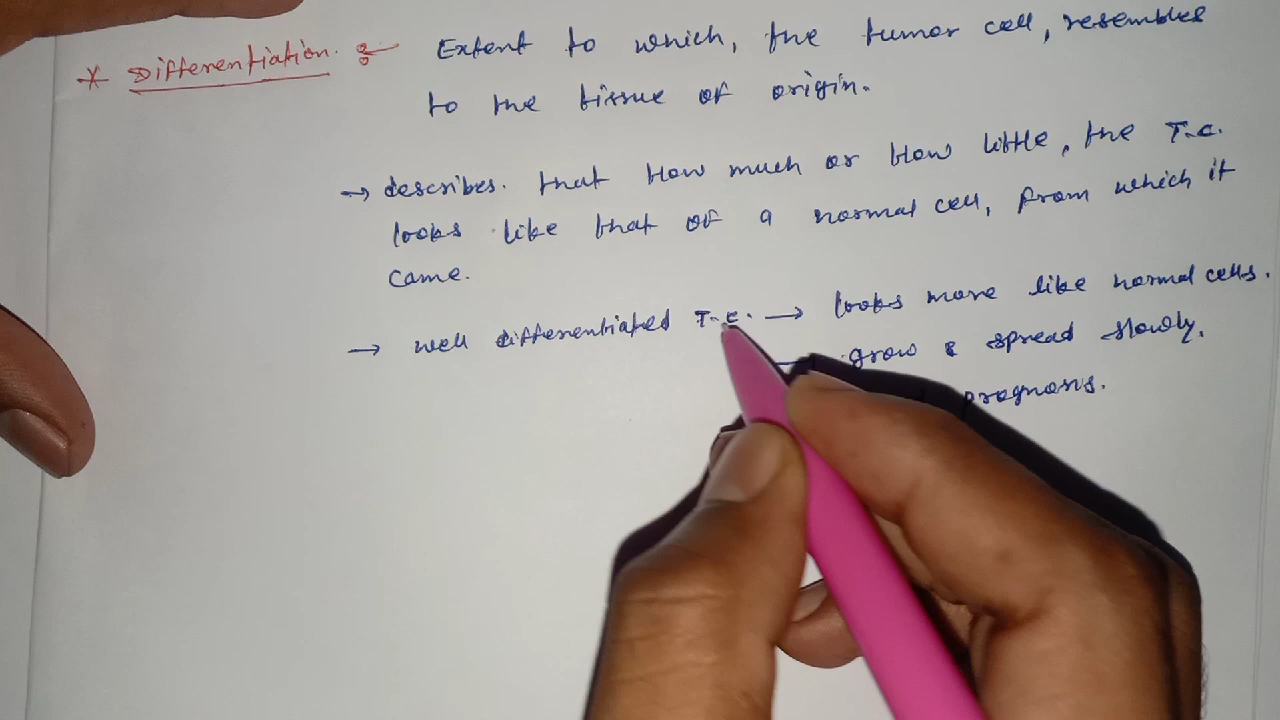 * Differentiation :- Extent to which, the tumor cell, resembles
to the tissue of origin.
→ describes. that How much or How little, the T.C.
looks like that of a normal cell, from which it
came.
→ well differentiated T.C. → looks more like normal cells.
→ grow & spread slowly.
prognosis.